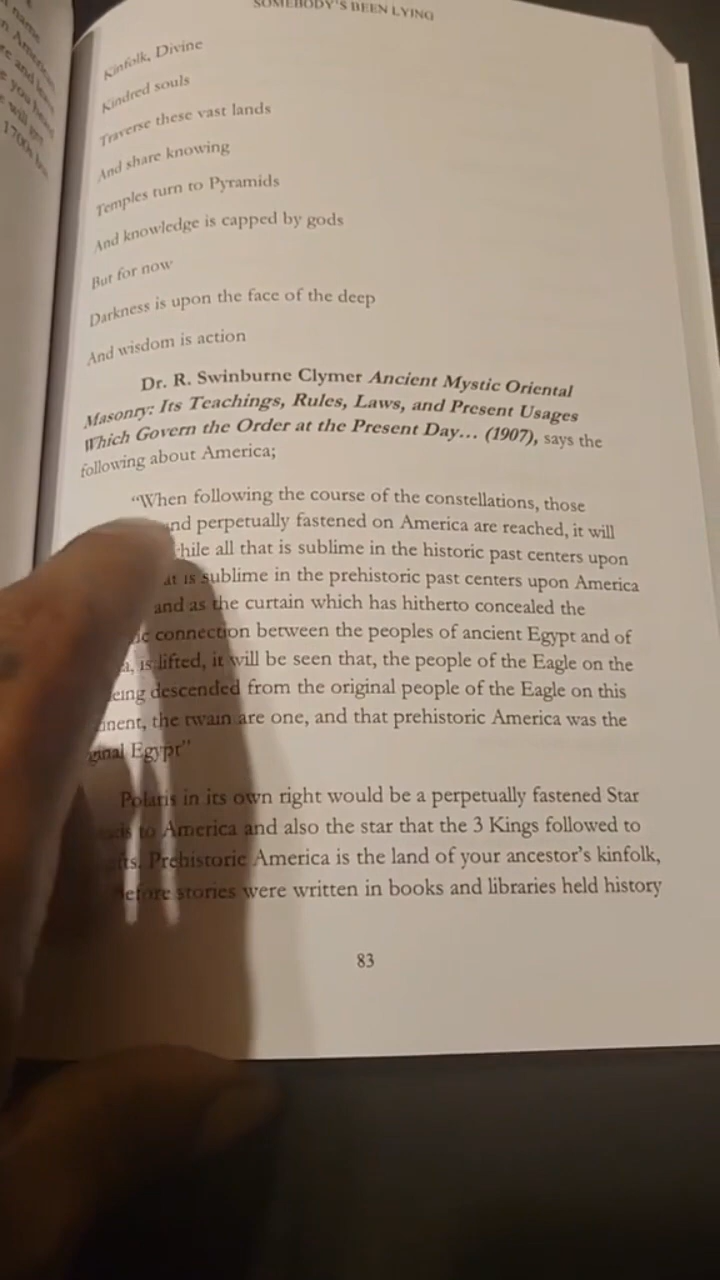 SOMEBODY'S BEEN LYING
Kinfolk, Divine
Kindred souls
Traverse these vast lands
And share knowing
Temples turn to Pyramids
And knowledge is capped by gods
But for now
Darkness is upon the face of the deep
And wisdom is action
Dr. R. Swinburne Clymer Ancient Mystic Oriental
Masonry: Its Teachings, Rules, Laws, and Present Usages
Which Govern the Order at the Present Day... (1907), says the
following about America;
"When following the course of the constellations, those
perpetually fastened on America are reached, it will
all that is sublime in the historic past centers upon
is sublime in the prehistoric past centers upon America
and as the curtain which has hitherto concealed the
connection between the peoples of ancient Egypt and of
is lifted, it will be seen that, the people of the Eagle on the
descended from the original people of the Eagle on this
the twain are one, and that prehistoric America was the
Egypt"
Polaris in its own right would be a perpetually fastened Star
to America and also the star that the 3 Kings followed to
Prehistoric America is the land of your ancestor's kinfolk,
before stories were written in books and libraries held history
83
name
American
and
you
will
1700s